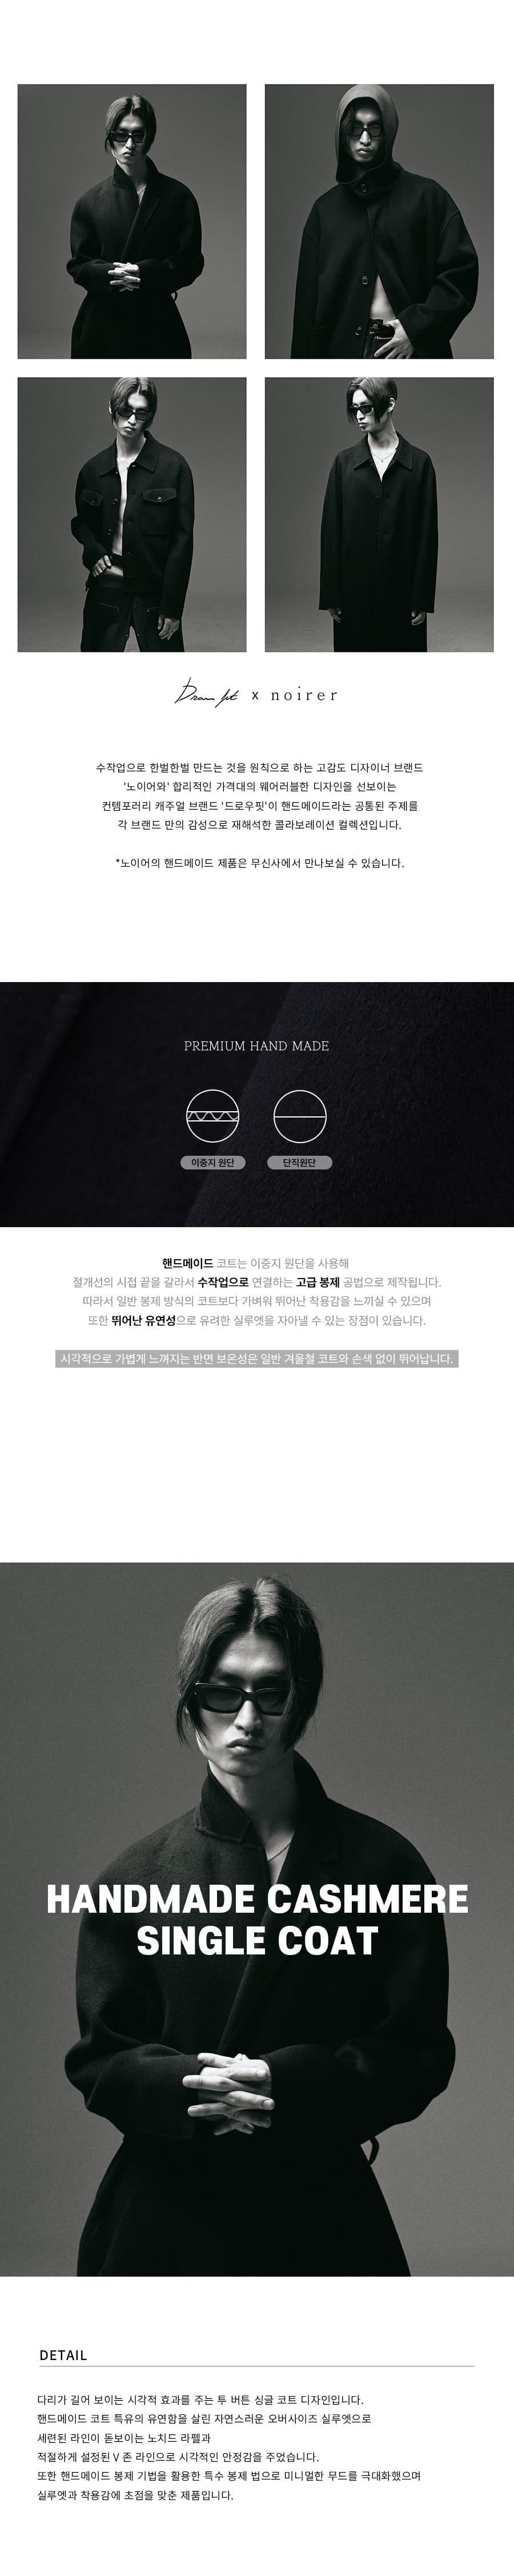 Draw fit x noirer
수작업으로 한벌한벌 만드는 것을 원칙으로 하는 고감도 디자이너 브랜드
'노이어와' 합리적인 가격대의 웨어러블한 디자인을 선보이는
컨템포러리 캐주얼 브랜드 '드로우핏'이 핸드메이드라는 공통된 주제를
각 브랜드 만의 감성으로 재해석한 콜라보레이션 컬렉션입니다.
*노이어의 핸드메이드 제품은 무신사에서 만나보실 수 있습니다.
PREMIUM HAND MADE
이중지 원단 단직원단
핸드메이드 코트는 이중지 원단을 사용해
절개선의 시접 끝을 갈라서 수작업으로 연결하는 고급 봉제 공법으로 제작됩니다.
따라서 일반 봉제 방식의 코트보다 가벼워 뛰어난 착용감을 느끼실 수 있으며
또한 뛰어난 유연성으로 유려한 실루엣을 자아낼 수 있는 장점이 있습니다.
시각적으로 가볍게 느껴지는 반면 보온성은 일반 겨울철 코트와 손색 없이 뛰어납니다.
HANDMADE CASHMERE
SINGLE COAT
DETAIL
다리가 길어 보이는 시각적 효과를 주는 투 버튼 싱글 코트 디자인입니다.
핸드메이드 코트 특유의 유연함을 살린 자연스러운 오버사이즈 실루엣으로
세련된 라인이 돋보이는 노치드 라펠과
적절하게 설정된 V 존 라인으로 시각적인 안정감을 주었습니다.
또한 핸드메이드 봉제 기법을 활용한 특수 봉제 법으로 미니멀한 무드를 극대화했으며
실루엣과 착용감에 초점을 맞춘 제품입니다.